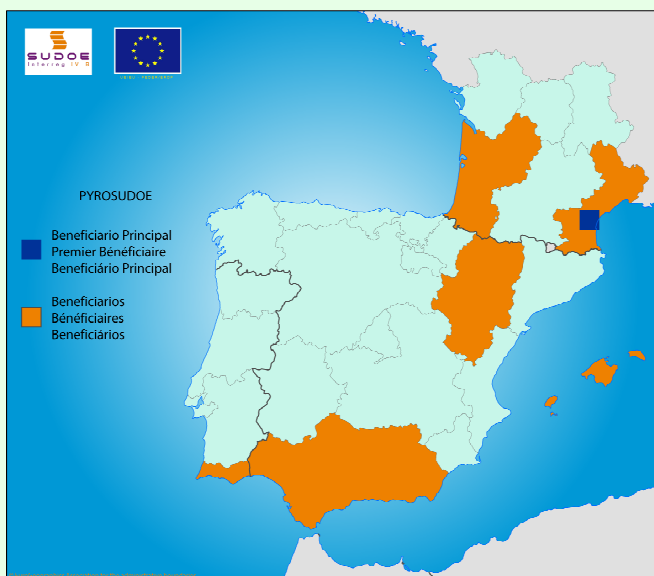 SUDOE
Interreg IV B
PYROSUDOE
Beneficiario Principal
Premier Bénéficiaire
Beneficiário Principal
Beneficiarios
Bénéficiaires
Beneficiários